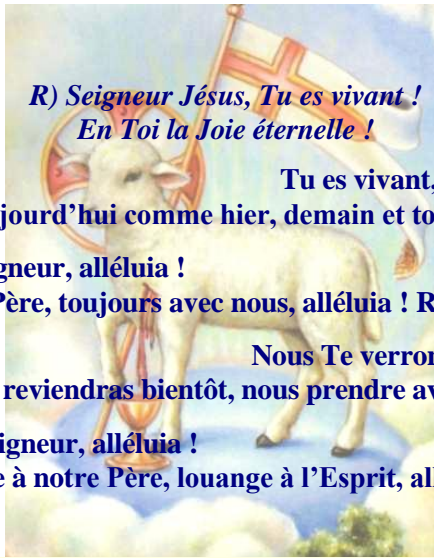 R) Seigneur Jésus, Tu es vivant !
En Toi la Joie éternelle !
Tu es vivant,
jourd’hui comme hier, demain et to
gneur, alléluia !
Père, toujours avec nous, alléluia ! R
Nous Te verron
reviendras bientôt, nous prendre av
igneur, alléluia !
e à notre Père, louange à l’Esprit, all